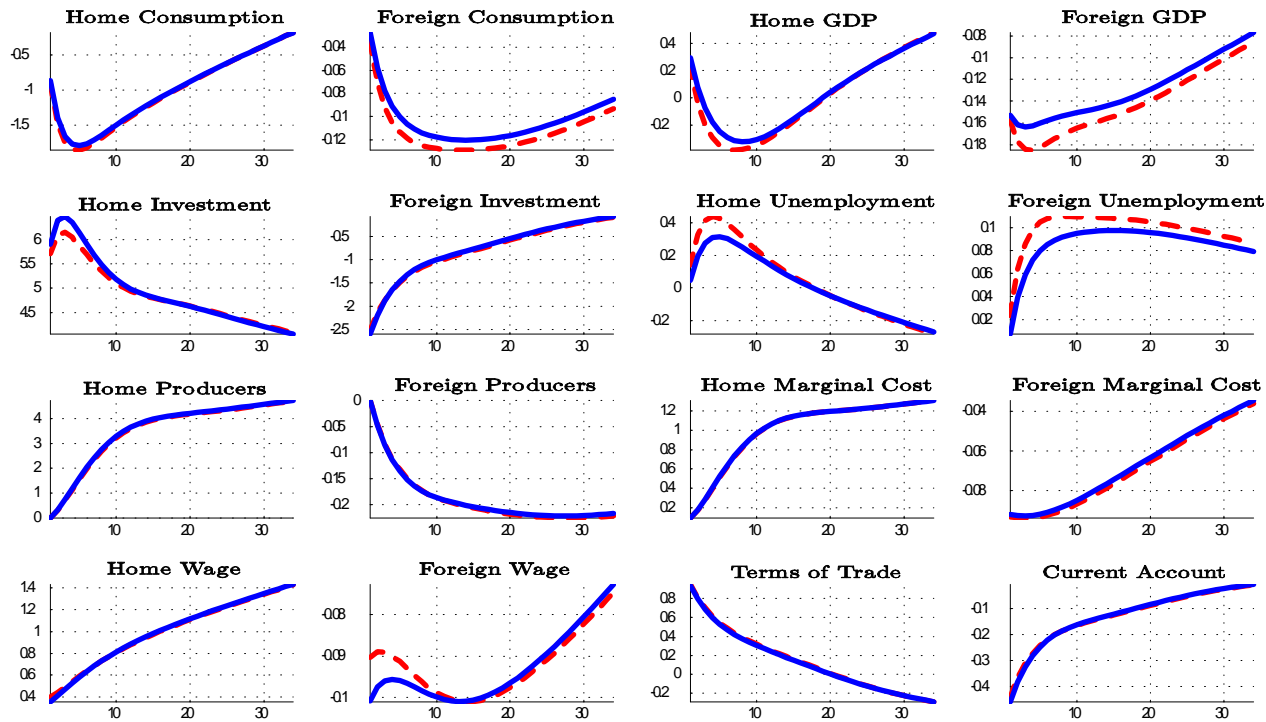 Home Consumption
-05
-1
-15
10 20 30
Foreign Consumption
-004
-006
-008
-01
-012
10 20 30
Home GDP
04
02
0
-02
10 20 30
Foreign GDP
-008
-01
-012
-014
-016
-018
10 20 30
Home Investment
6
55
5
45
10 20 30
Foreign Investment
-05
-1
-15
-2
-25
10 20 30
Home Unemployment
04
02
0
-02
10 20 30
Foreign Unemployment
01
008
006
004
002
10 20 30
Home Producers
4
3
2
1
0
10 20 30
Foreign Producers
0
-005
-01
-015
-02
10 20 30
Home Marginal Cost
12
1
08
06
04
02
10 20 30
Foreign Marginal Cost
-004
-006
-008
10 20 30
Home Wage
14
12
1
08
06
04
10 20 30
Foreign Wage
-008
-009
-01
10 20 30
Terms of Trade
08
06
04
02
0
-02
10 20 30
Current Account
-01
-02
-03
-04
10 20 30